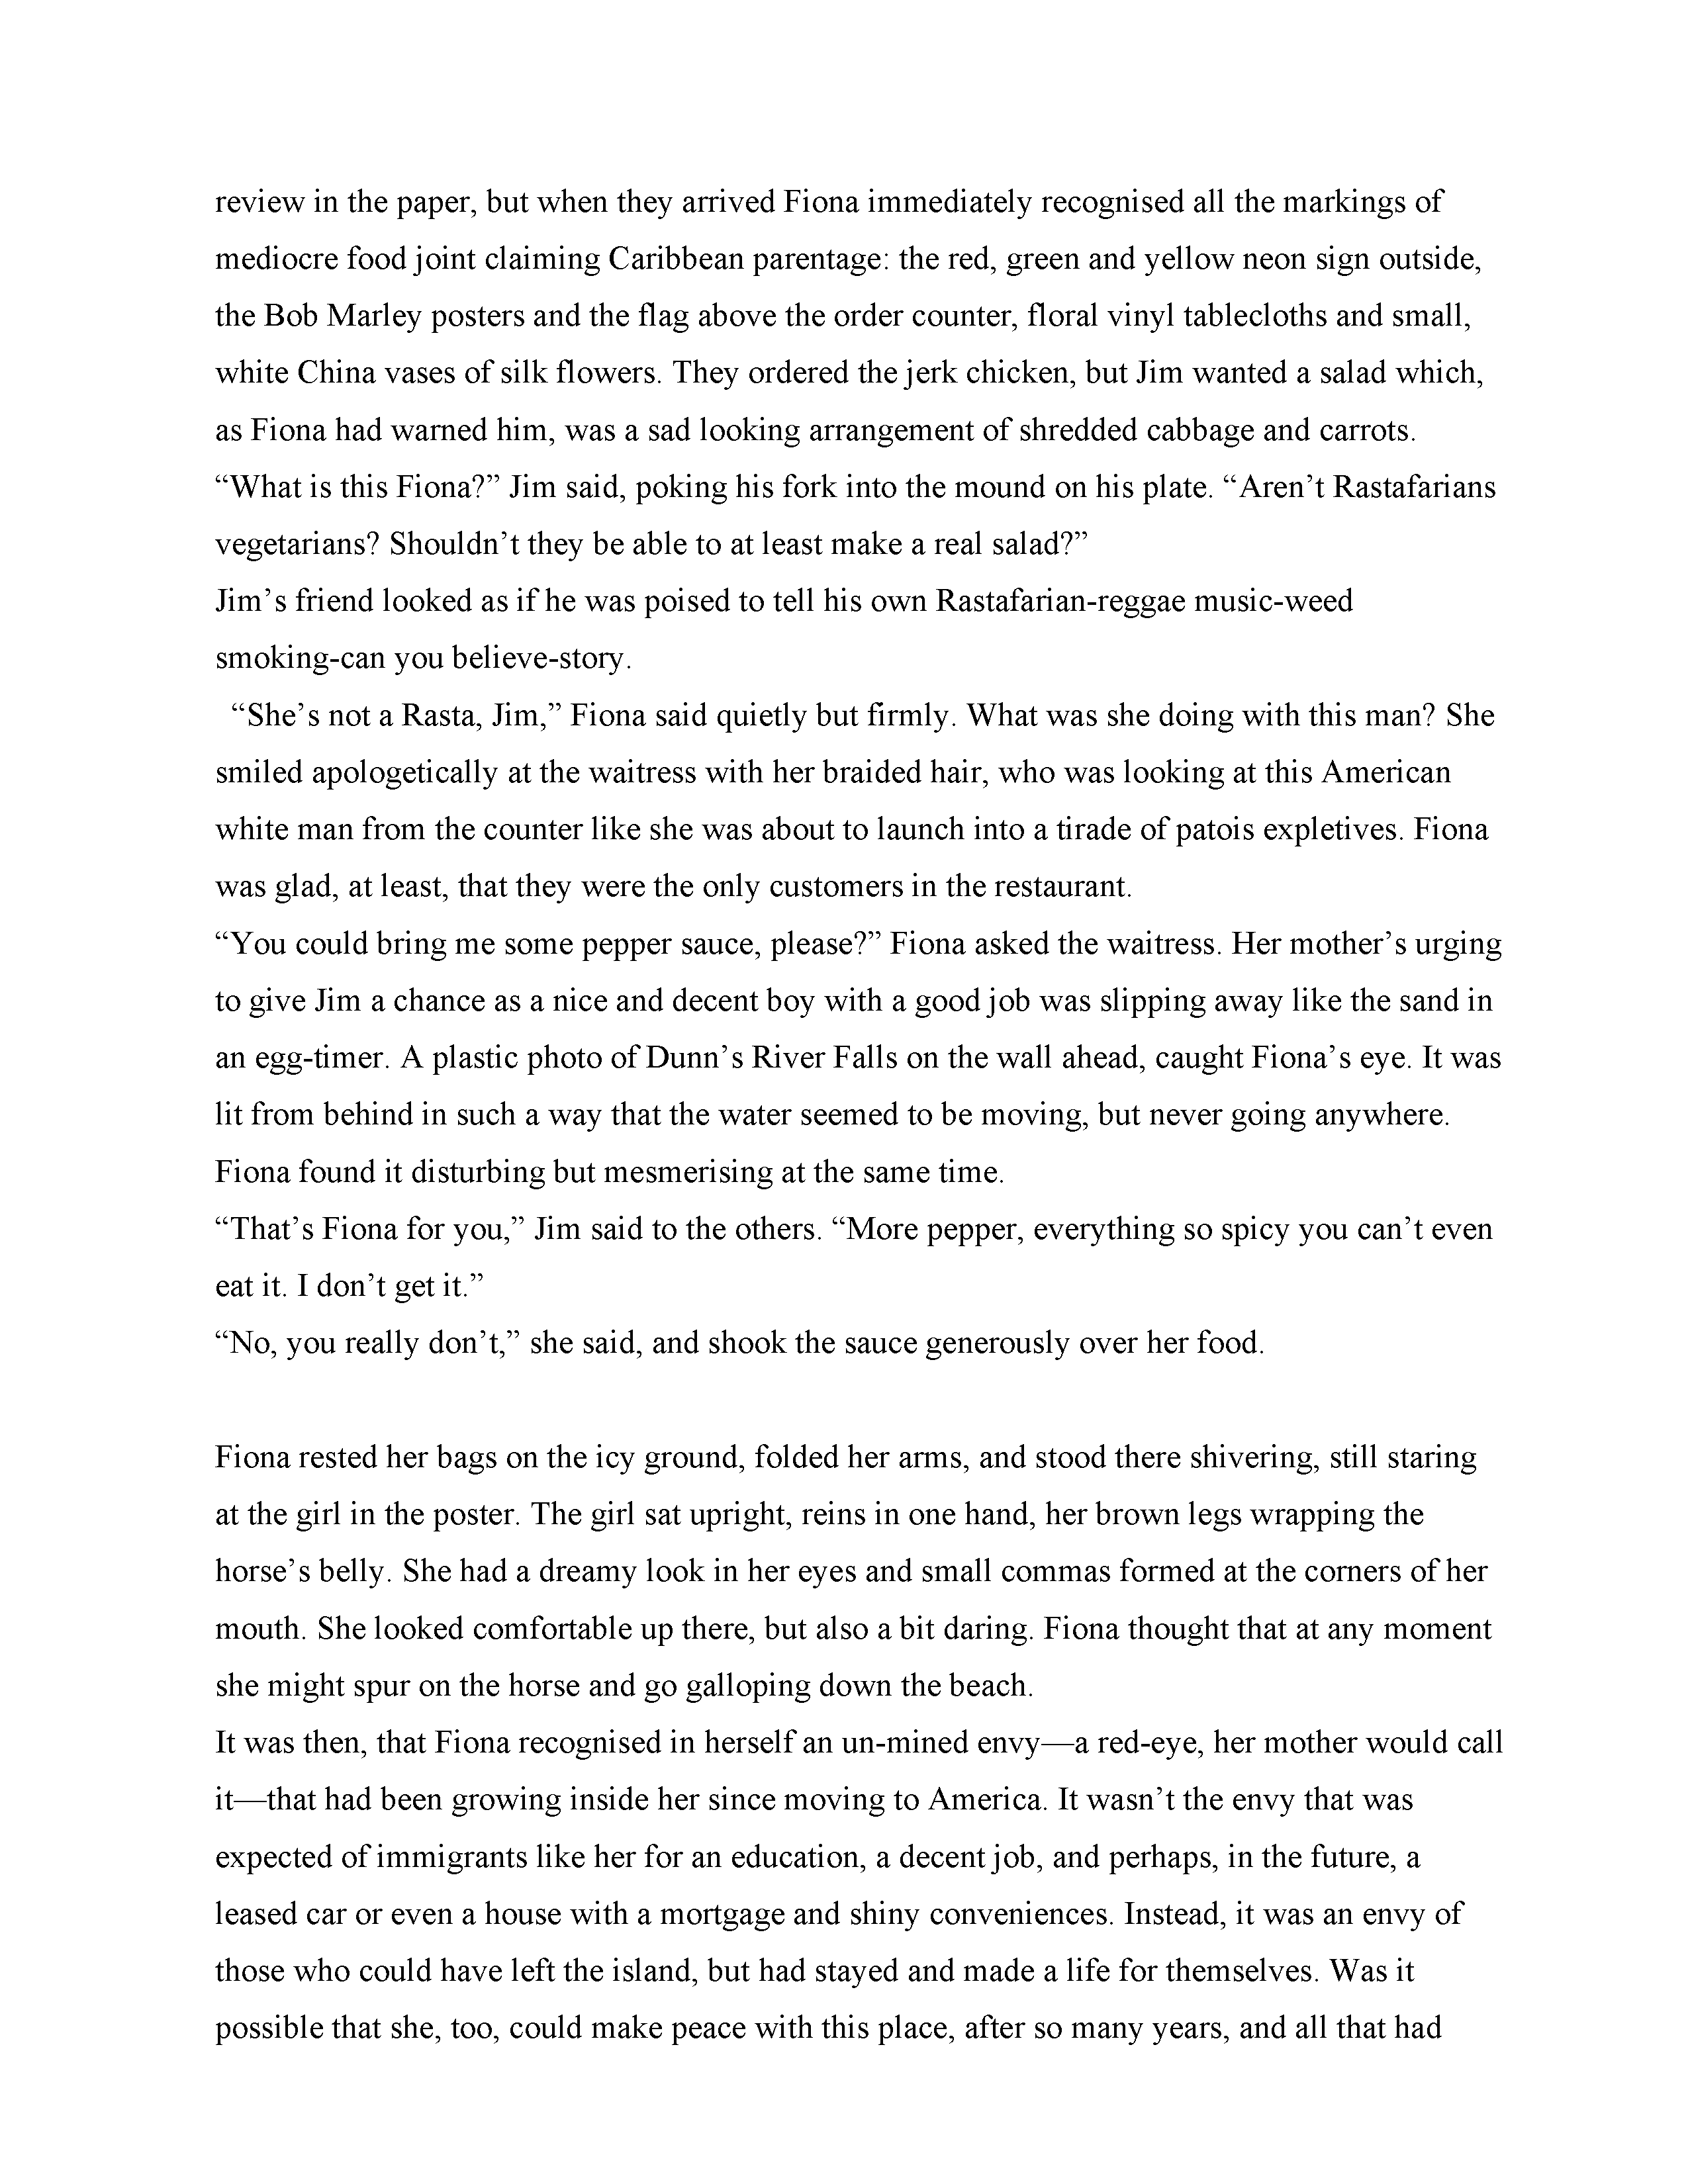 review in the paper, but when they arrived Fiona immediately recognised all the markings of
mediocre food joint claiming Caribbean parentage: the red, green and yellow neon sign outside,
the Bob Marley posters and the flag above the order counter, floral vinyl tablecloths and small,
white China vases of silk flowers. They ordered the jerk chicken, but Jim wanted a salad which,
as Fiona had warned him, was a sad looking arrangement of shredded cabbage and carrots.
“What is this Fiona?” Jim said, poking his fork into the mound on his plate. “Aren’t Rastafarians
vegetarians? Shouldn’t they be able to at least make a real salad?”
Jim’s friend looked as if he was poised to tell his own Rastafarian-reggae music-weed
smoking-can you believe-story.
“She’s not a Rasta, Jim,” Fiona said quietly but firmly. What was she doing with this man? She
smiled apologetically at the waitress with her braided hair, who was looking at this American
white man from the counter like she was about to launch into a tirade of patois expletives. Fiona
was glad, at least, that they were the only customers in the restaurant.
“You could bring me some pepper sauce, please?” Fiona asked the waitress. Her mother’s urging
to give Jim a chance as a nice and decent boy with a good job was slipping away like the sand in
an egg-timer. A plastic photo of Dunn’s River Falls on the wall ahead, caught Fiona’s eye. It was
lit from behind in such a way that the water seemed to be moving, but never going anywhere.
Fiona found it disturbing but mesmerising at the same time.
“That’s Fiona for you,” Jim said to the others. “More pepper, everything so spicy you can’t even
eat it. I don’t get it.”
“No, you really don’t,” she said, and shook the sauce generously over her food.
Fiona rested her bags on the icy ground, folded her arms, and stood there shivering, still staring
at the girl in the poster. The girl sat upright, reins in one hand, her brown legs wrapping the
horse’s belly. She had a dreamy look in her eyes and small commas formed at the corners of her
mouth. She looked comfortable up there, but also a bit daring. Fiona thought that at any moment
she might spur on the horse and go galloping down the beach.
It was then, that Fiona recognised in herself an un-mined envy—a red-eye, her mother would call
it—that had been growing inside her since moving to America. It wasn’t the envy that was
expected of immigrants like her for an education, a decent job, and perhaps, in the future, a
leased car or even a house with a mortgage and shiny conveniences. Instead, it was an envy of
those who could have left the island, but had stayed and made a life for themselves. Was it
possible that she, too, could make peace with this place, after so many years, and all that had